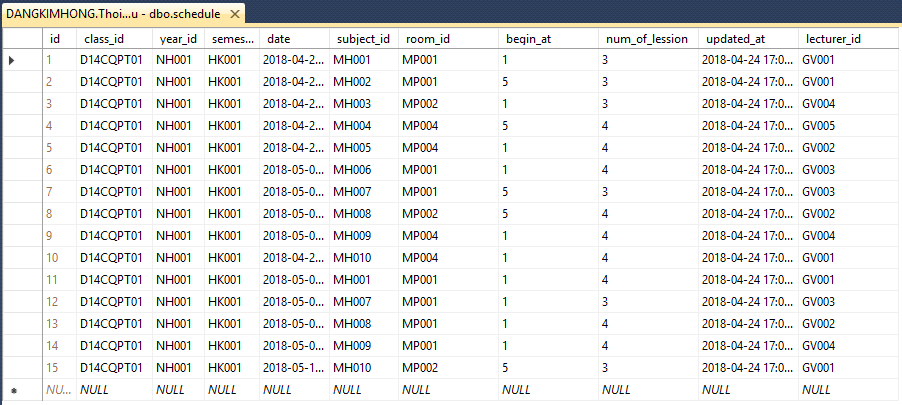 DANGKIMHONG.Thoi...u - dbo.schedule
id class_id year_id semes... date subject_id room_id begin_at num_of_lession updated_at lecturer_id
1 D14CQPT01 NH001 HK001 2018-04-2... MH001 MP001 1 3 2018-04-24 17:0... GV001
2 D14CQPT01 NH001 HK001 2018-04-2... MH002 MP001 5 3 2018-04-24 17:0... GV001
3 D14CQPT01 NH001 HK001 2018-04-2... MH003 MP002 1 3 2018-04-24 17:0... GV004
4 D14CQPT01 NH001 HK001 2018-04-2... MH004 MP004 5 4 2018-04-24 17:0... GV005
5 D14CQPT01 NH001 HK001 2018-04-2... MH005 MP004 1 4 2018-04-24 17:0... GV002
6 D14CQPT01 NH001 HK001 2018-05-0... MH006 MP001 1 4 2018-04-24 17:0... GV003
7 D14CQPT01 NH001 HK001 2018-05-0... MH007 MP001 5 3 2018-04-24 17:0... GV003
8 D14CQPT01 NH001 HK001 2018-05-0... MH008 MP002 5 4 2018-04-24 17:0... GV002
9 D14CQPT01 NH001 HK001 2018-05-0... MH009 MP004 1 4 2018-04-24 17:0... GV004
10 D14CQPT01 NH001 HK001 2018-04-2... MH010 MP004 1 4 2018-04-24 17:0... GV001
11 D14CQPT01 NH001 HK001 2018-05-0... MH001 MP001 1 4 2018-04-24 17:0... GV001
12 D14CQPT01 NH001 HK001 2018-05-0... MH007 MP001 1 3 2018-04-24 17:0... GV003
13 D14CQPT01 NH001 HK001 2018-05-0... MH008 MP001 1 4 2018-04-24 17:0... GV002
14 D14CQPT01 NH001 HK001 2018-05-0... MH009 MP001 1 4 2018-04-24 17:0... GV004
15 D14CQPT01 NH001 HK001 2018-05-1... MH010 MP002 5 3 2018-04-24 17:0... GV001
NU... NULL NULL NULL NULL NULL NULL NULL NULL NULL NULL